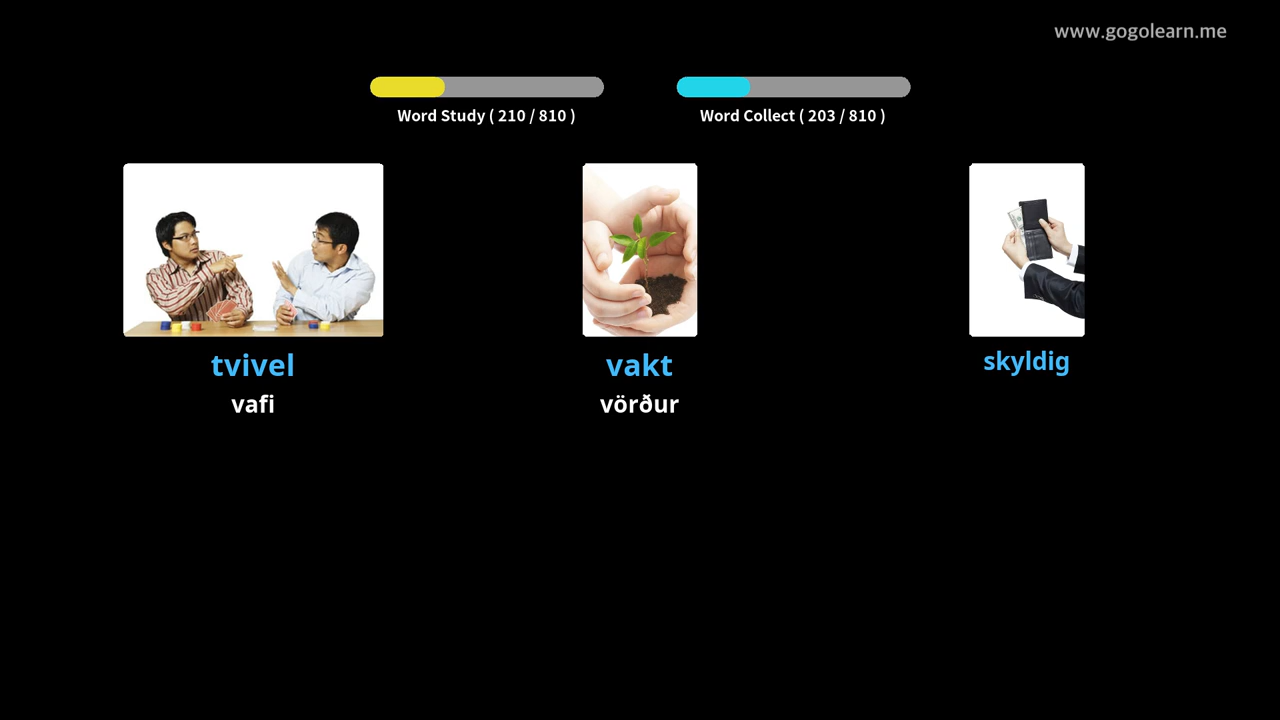 www.gogolearn.me
Word Study ( 210 / 810 )
Word Collect ( 203 / 810 )
tvivel
vafi
vakt
vörður
skyldig